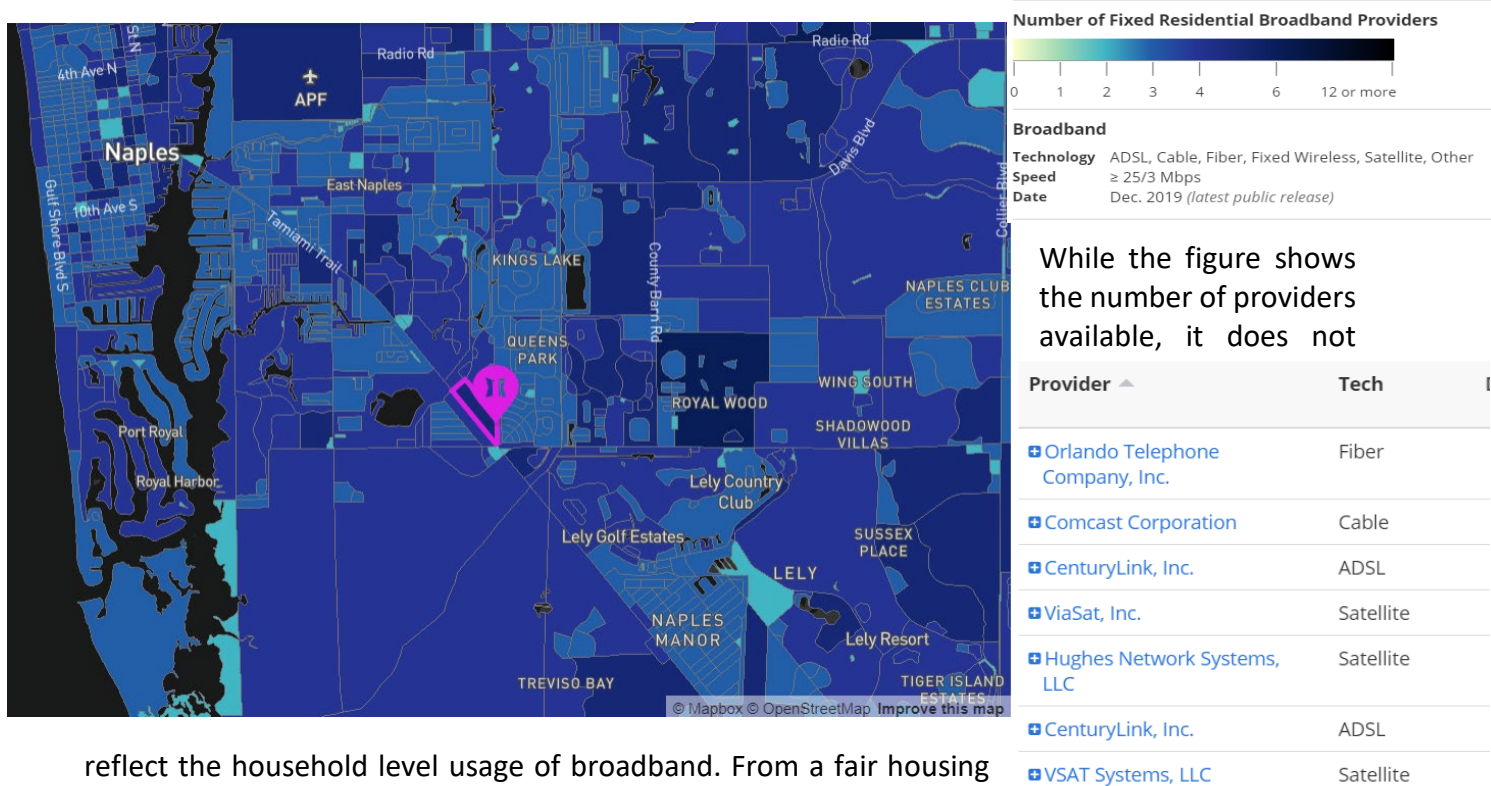 St N
4th Ave N
Radio Rd
Radio Rd
APF
Naples
Davis Blvd
Collier Blvd
East Naples
Gulf Shore Blvd S
10th Ave S
Tamiami Trail
KINGS LAKE
County Barn Rd
NAPLES CLUB
ESTATES
QUEENS
PARK
WING SOUTH
ROYAL WOOD
SHADOWOOD
VILLAS
Port Royal
Royal Harbor
Lely Country
Club
Lely Golf Estates
SUSSEX
PLACE
LELY
NAPLES
MANOR
Lely Resort
TREVISO BAY
TIGER ISLAND
ESTATES
© Mapbox © OpenStreetMap Improve this map
Number of Fixed Residential Broadband Providers
0 1 2 3 4 6 12 or more
Broadband
Technology ADSL, Cable, Fiber, Fixed Wireless, Satellite, Other
Speed ≥ 25/3 Mbps
Date Dec. 2019 (latest public release)
While the figure shows
the number of providers
available, it does not
Provider Tech
Orlando Telephone Fiber
Company, Inc.
Comcast Corporation Cable
CenturyLink, Inc. ADSL
ViaSat, Inc. Satellite
Hughes Network Systems, Satellite
LLC
CenturyLink, Inc. ADSL
VSAT Systems, LLC Satellite
reflect the household level usage of broadband. From a fair housing